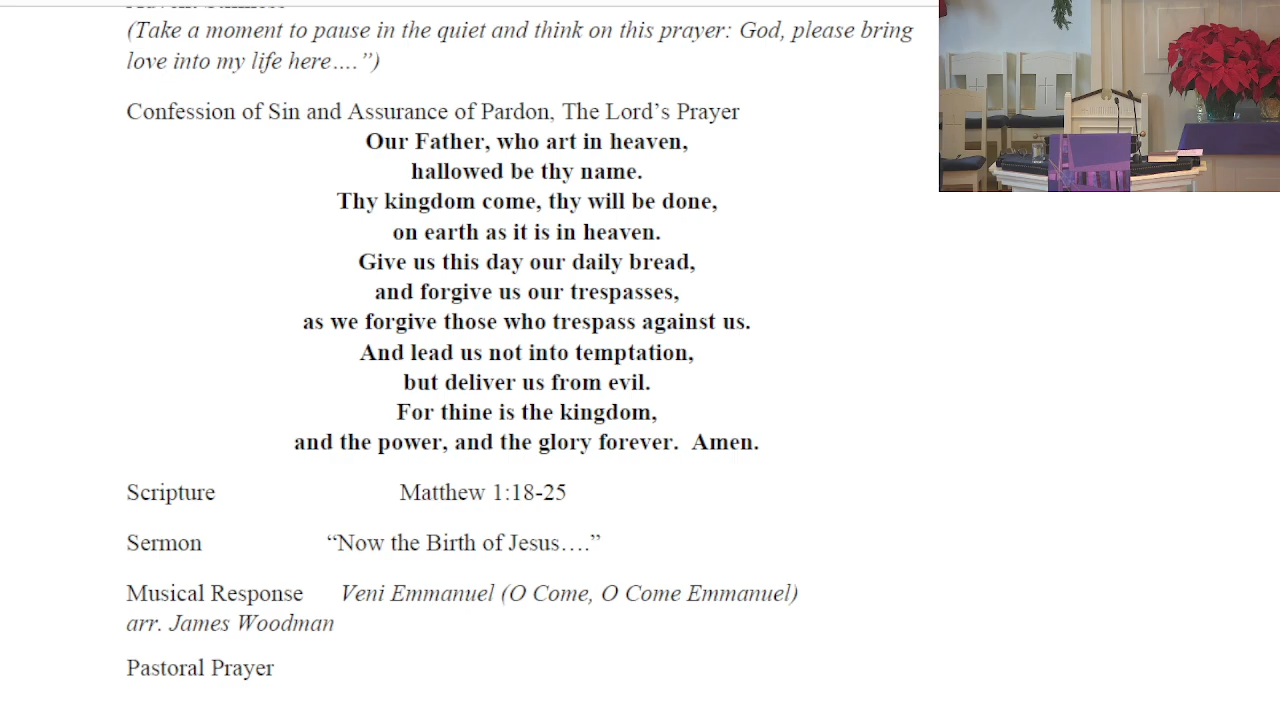 (Take a moment to pause in the quiet and think on this prayer: God, please bring
love into my life here….”)
Confession of Sin and Assurance of Pardon, The Lord’s Prayer
Our Father, who art in heaven,
hallowed be thy name.
Thy kingdom come, thy will be done,
on earth as it is in heaven.
Give us this day our daily bread,
and forgive us our trespasses,
as we forgive those who trespass against us.
And lead us not into temptation,
but deliver us from evil.
For thine is the kingdom,
and the power, and the glory forever.  Amen.
Scripture Matthew 1:18-25
Sermon “Now the Birth of Jesus….”
Musical Response Veni Emmanuel (O Come, O Come Emmanuel)
arr. James Woodman
Pastoral Prayer